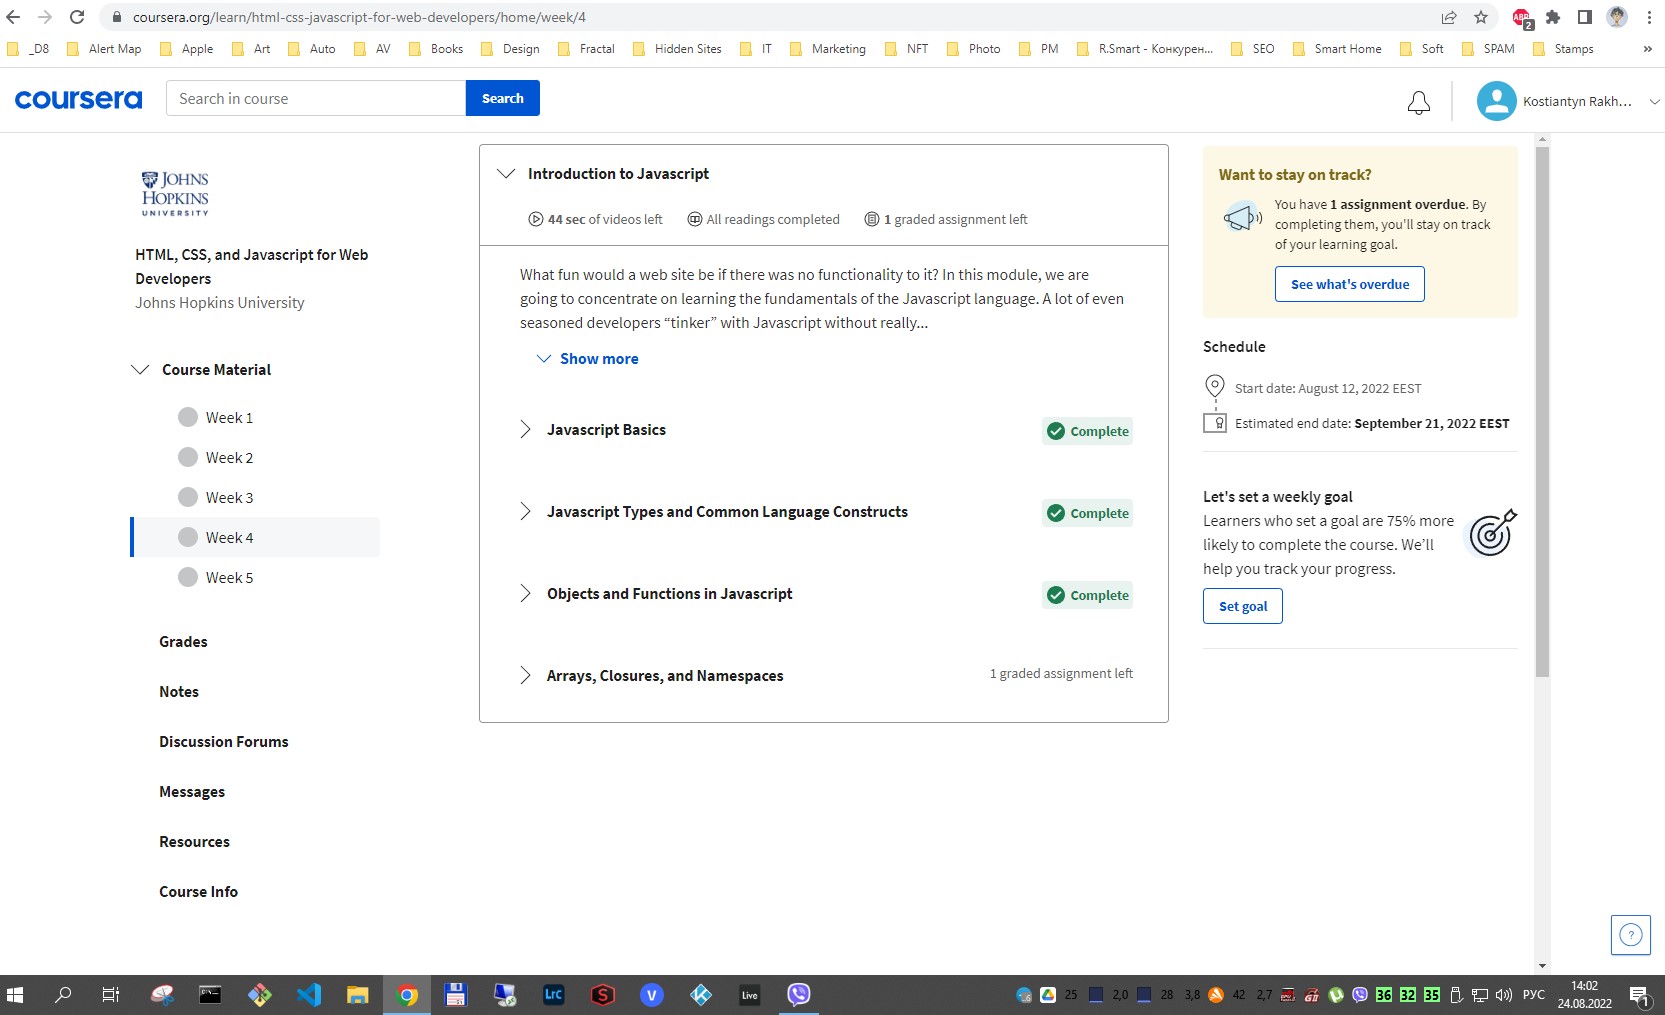 coursera.org/learn/html-css-javascript-for-web-developers/home/week/4
ABP
2
_D8 Alert Map Apple Art Auto AV Books Design Fractal Hidden Sites IT Marketing NFT Photo PM R.Smart - Конкурен... SEO Smart Home Soft SPAM Stamps »
coursera
Search in course
Search
Kostiantyn Rakh...
JOHNS
HOPKINS
UNIVERSITY
HTML, CSS, and Javascript for Web
Developers
Johns Hopkins University
Course Material
Week 1
Week 2
Week 3
Week 4
Week 5
Grades
Notes
Discussion Forums
Messages
Resources
Course Info
Introduction to Javascript
44 sec of videos left
All readings completed
1 graded assignment left
What fun would a web site be if there was no functionality to it? In this module, we are
going to concentrate on learning the fundamentals of the Javascript language. A lot of even
seasoned developers “tinker” with Javascript without really...
Show more
Javascript Basics
Complete
Javascript Types and Common Language Constructs
Complete
Objects and Functions in Javascript
Complete
Arrays, Closures, and Namespaces
1 graded assignment left
Want to stay on track?
You have 1 assignment overdue. By
completing them, you'll stay on track
of your learning goal.
See what's overdue
Schedule
Start date: August 12, 2022 EEST
Estimated end date: September 21, 2022 EEST
Let's set a weekly goal
Learners who set a goal are 75% more
likely to complete the course. We’ll
help you track your progress.
Set goal
?
LrC
S
V
Live
25 2,0 28 3,8 42 2,7
36 32 35
РУС
14:02
24.08.2022
1